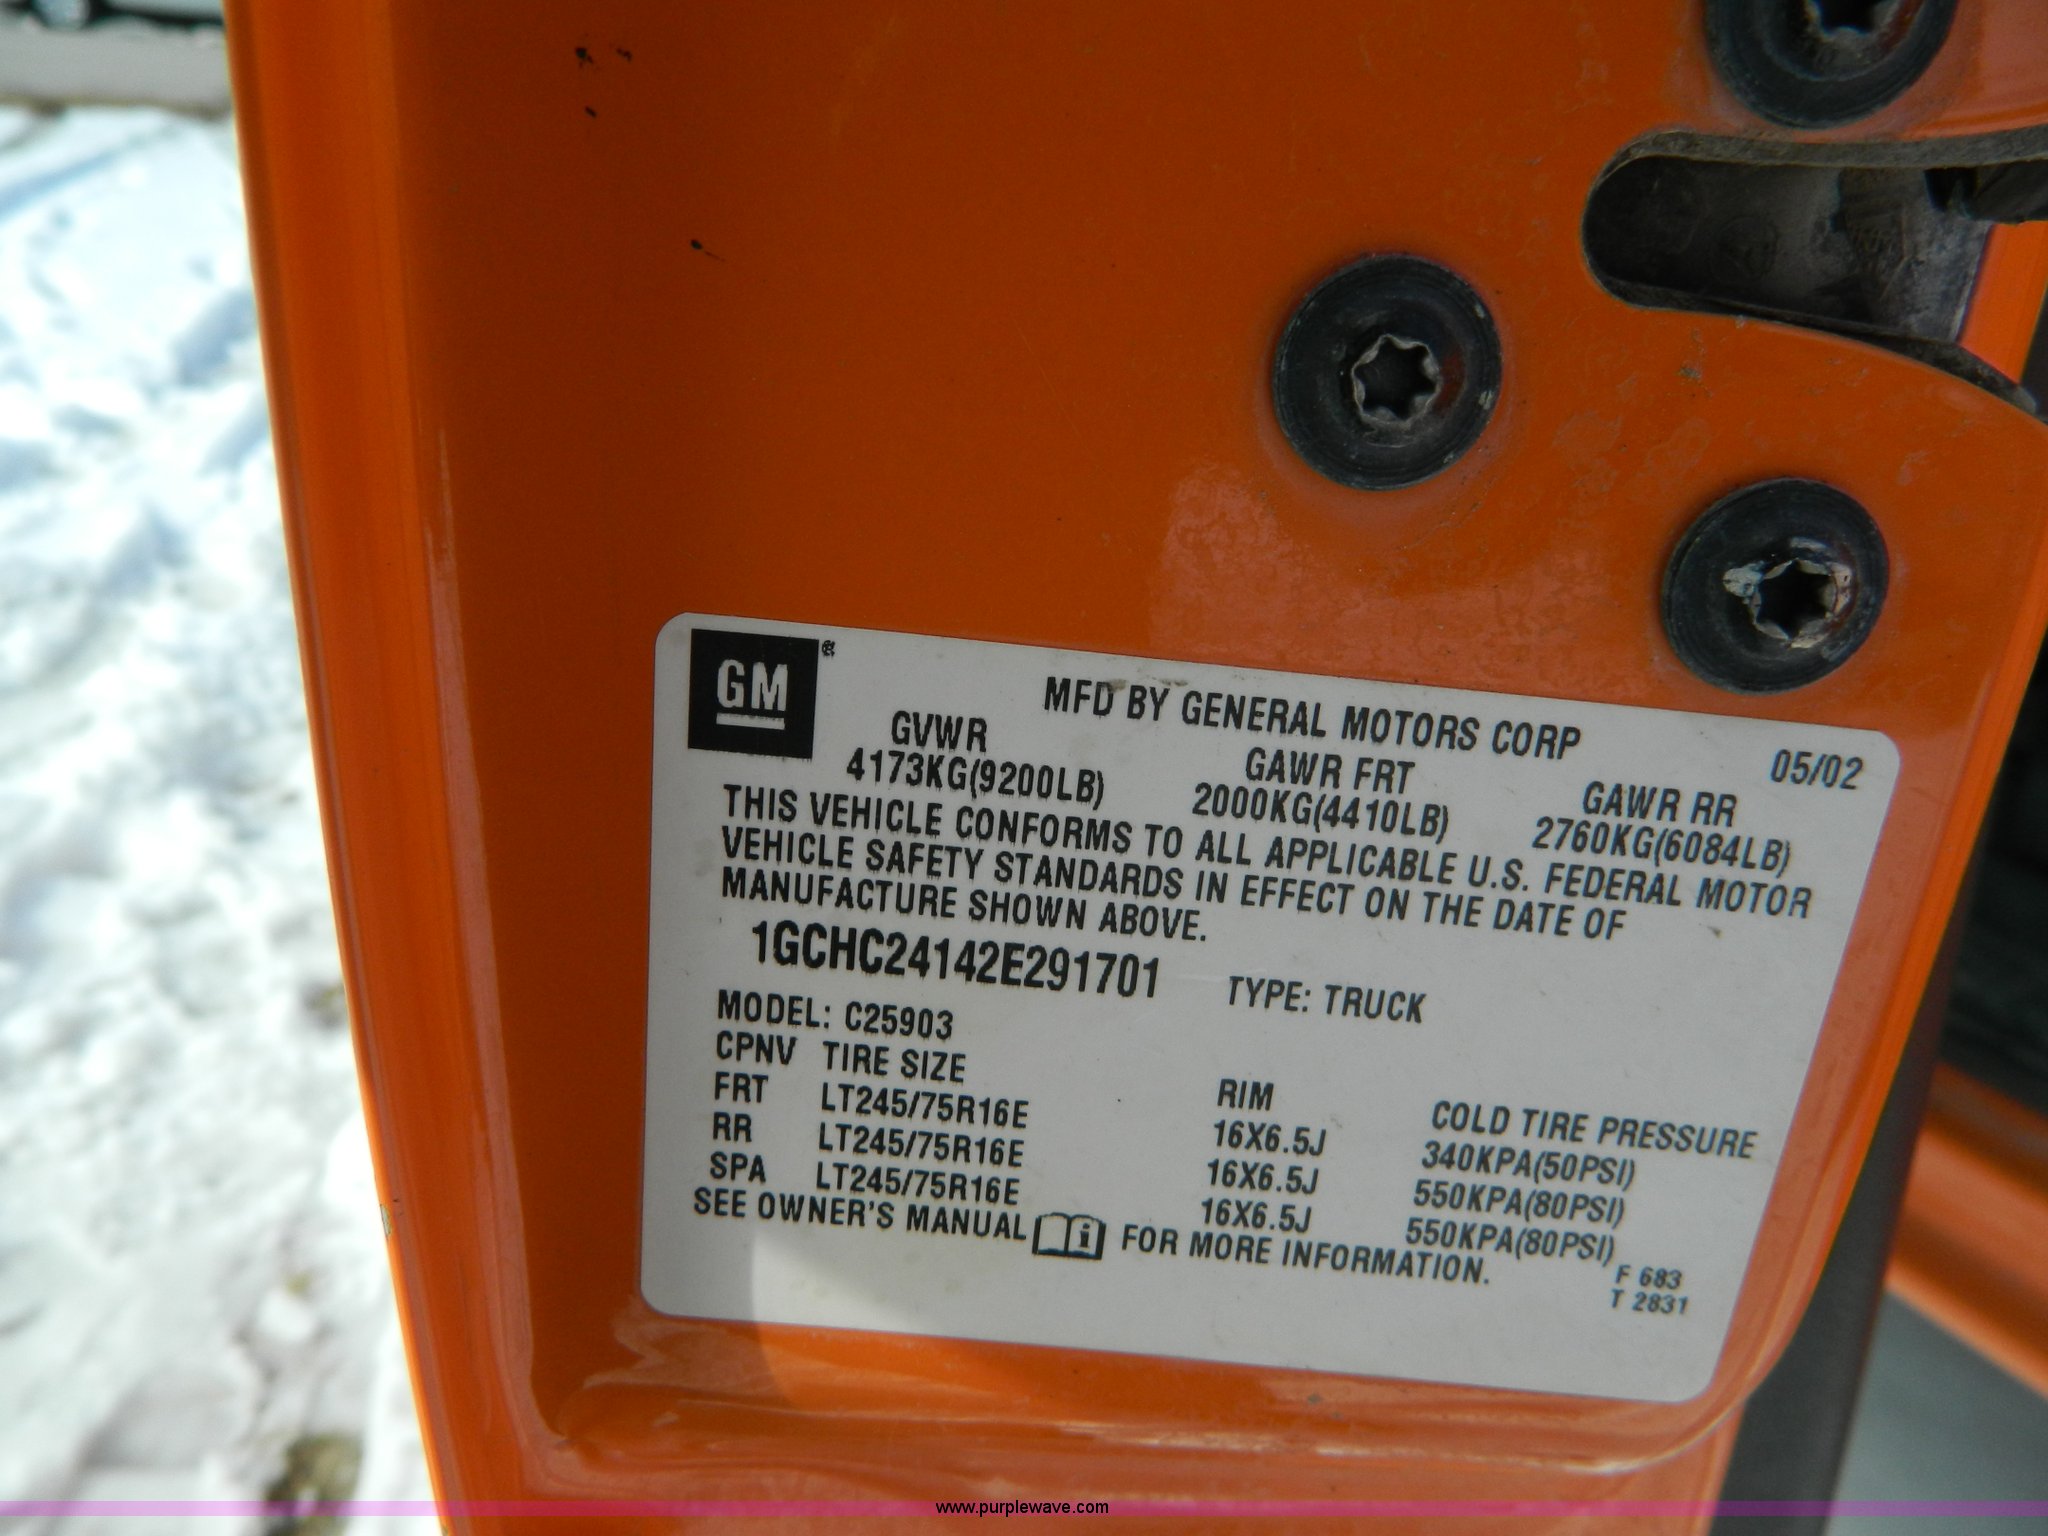 GM
MFD BY GENERAL MOTORS CORP
05/02
GVWR GAWR FRT GAWR RR
4173KG(9200LB) 2000KG(4410LB) 2760KG(6084LB)
THIS VEHICLE CONFORMS TO ALL APPLICABLE U.S. FEDERAL MOTOR
VEHICLE SAFETY STANDARDS IN EFFECT ON THE DATE OF
MANUFACTURE SHOWN ABOVE.
1GCHC24142E291701 TYPE: TRUCK
MODEL: C25903
CPNV TIRE SIZE RIM COLD TIRE PRESSURE
FRT LT245/75R16E 16X6.5J 340KPA(50PSI)
RR LT245/75R16E 16X6.5J 550KPA(80PSI)
SPA LT245/75R16E 16X6.5J 550KPA(80PSI)
SEE OWNER'S MANUAL FOR MORE INFORMATION.
F 683
T 2831
www.purplewave.com